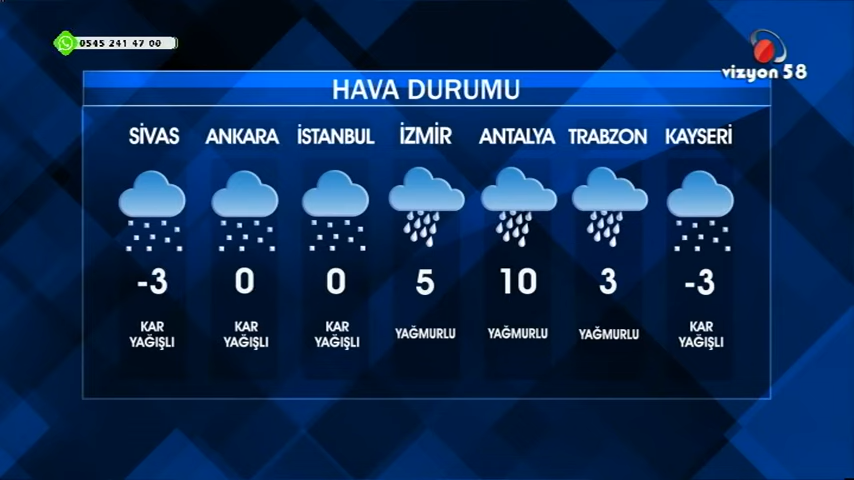 0545 241 47 00
vizyon 58
HAVA DURUMU
SİVAS ANKARA İSTANBUL İZMİR ANTALYA TRABZON KAYSERİ
-3 0 0 5 10 3 -3
KAR YAĞIŞLI KAR YAĞIŞLI KAR YAĞIŞLI YAĞMURLU YAĞMURLU YAĞMURLU KAR YAĞIŞLI